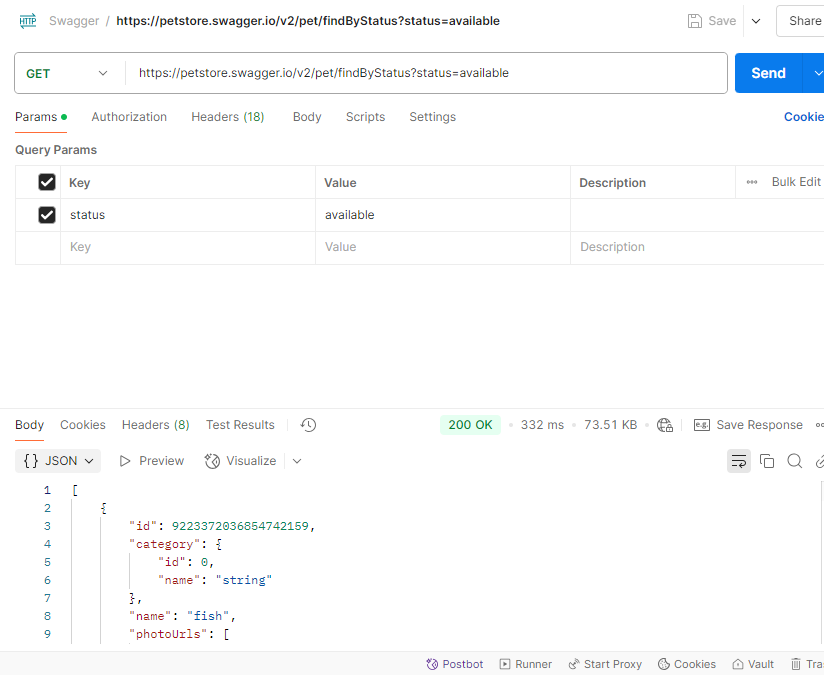 HTTP Swagger / https://petstore.swagger.io/v2/pet/findByStatus?status=available Save Share
GET https://petstore.swagger.io/v2/pet/findByStatus?status=available Send
Params Authorization Headers (18) Body Scripts Settings Cookie
Query Params
Key Value Description Bulk Edit
status available
Key Value Description
Body Cookies Headers (8) Test Results 200 OK 332 ms 73.51 KB e.g. Save Response
{} JSON Preview Visualize
1 [
2 {
3 "id": 9223372036854742159,
4 "category": {
5 "id": 0,
6 "name": "string"
7 },
8 "name": "fish",
9 "photoUrls": [
Postbot Runner Start Proxy Cookies Vault Tra